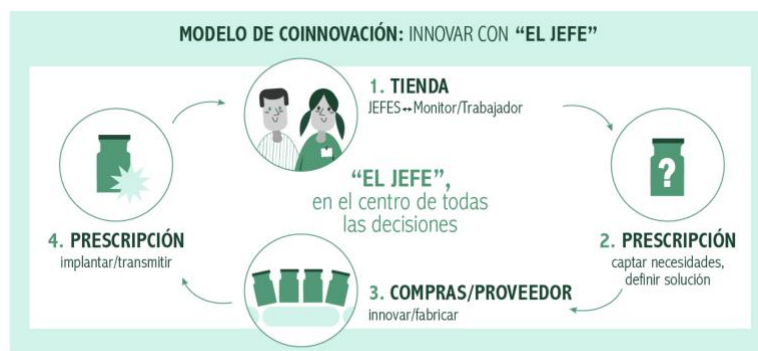 MODELO DE COINNOVACIÓN: INNOVAR CON “EL JEFE”
1. TIENDA
JEFES↔Monitor/Trabajador
?
“EL JEFE”,
en el centro de todas
las decisiones
2. PRESCRIPCIÓN
captar necesidades,
definir solución
3. COMPRAS/PROVEEDOR
innovar/fabricar
4. PRESCRIPCIÓN
implantar/transmitir